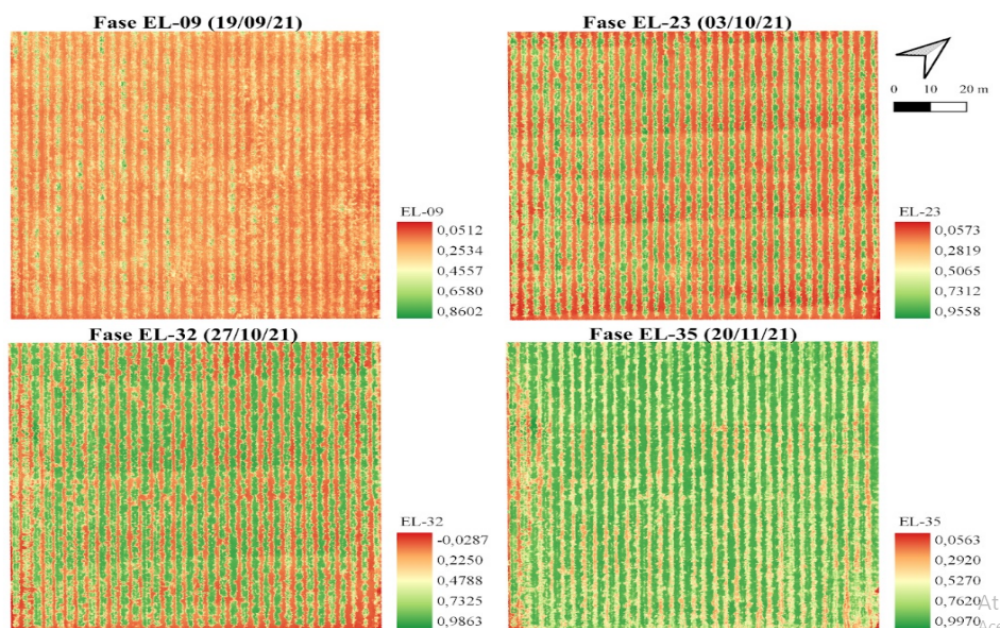 Fase EL-09 (19/09/21)
Fase EL-23 (03/10/21)
0 10 20 m
EL-09
0,0512
0,2534
0,4557
0,6580
0,8602
EL-23
0,0573
0,2819
0,5065
0,7312
0,9558
Fase EL-32 (27/10/21)
Fase EL-35 (20/11/21)
EL-32
-0,0287
0,2250
0,4788
0,7325
0,9863
EL-35
0,0563
0,2920
0,5270
0,7620
0,9970
At